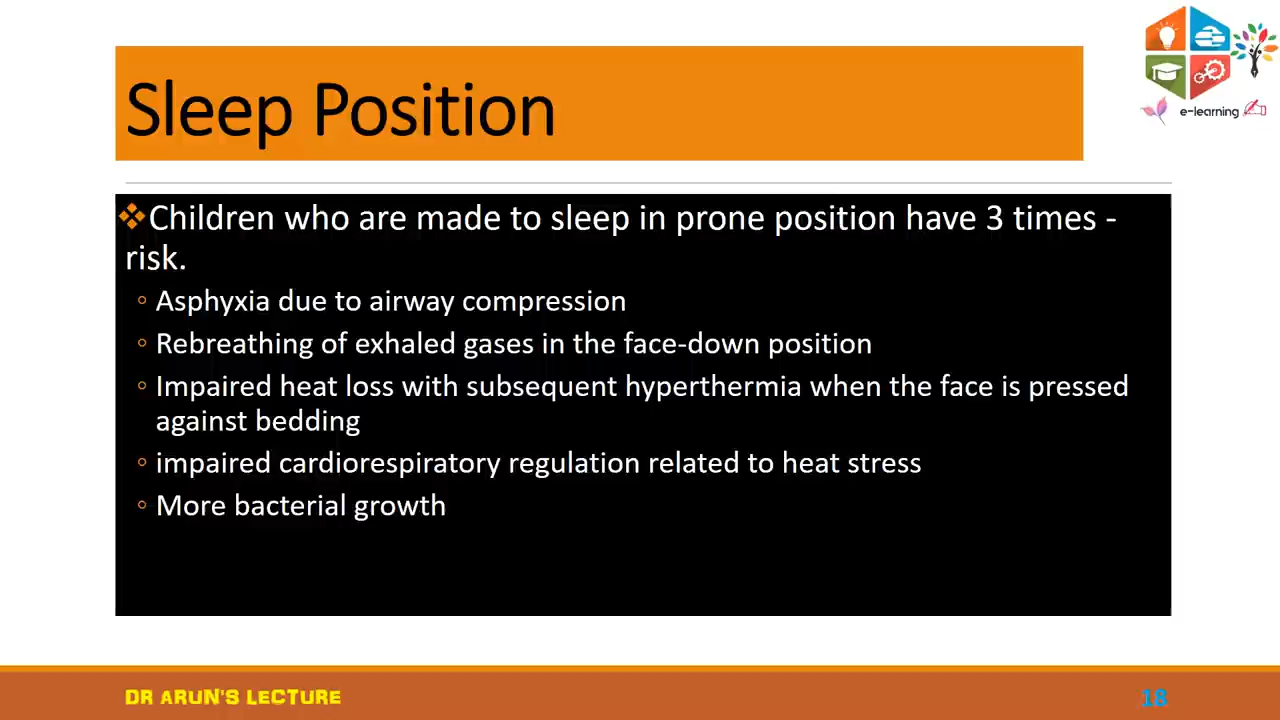 e-learning
Sleep Position
❖Children who are made to sleep in prone position have 3 times -
risk.
◦ Asphyxia due to airway compression
◦ Rebreathing of exhaled gases in the face-down position
◦ Impaired heat loss with subsequent hyperthermia when the face is pressed
against bedding
◦ impaired cardiorespiratory regulation related to heat stress
◦ More bacterial growth
DR ARUN'S LECTURE
18